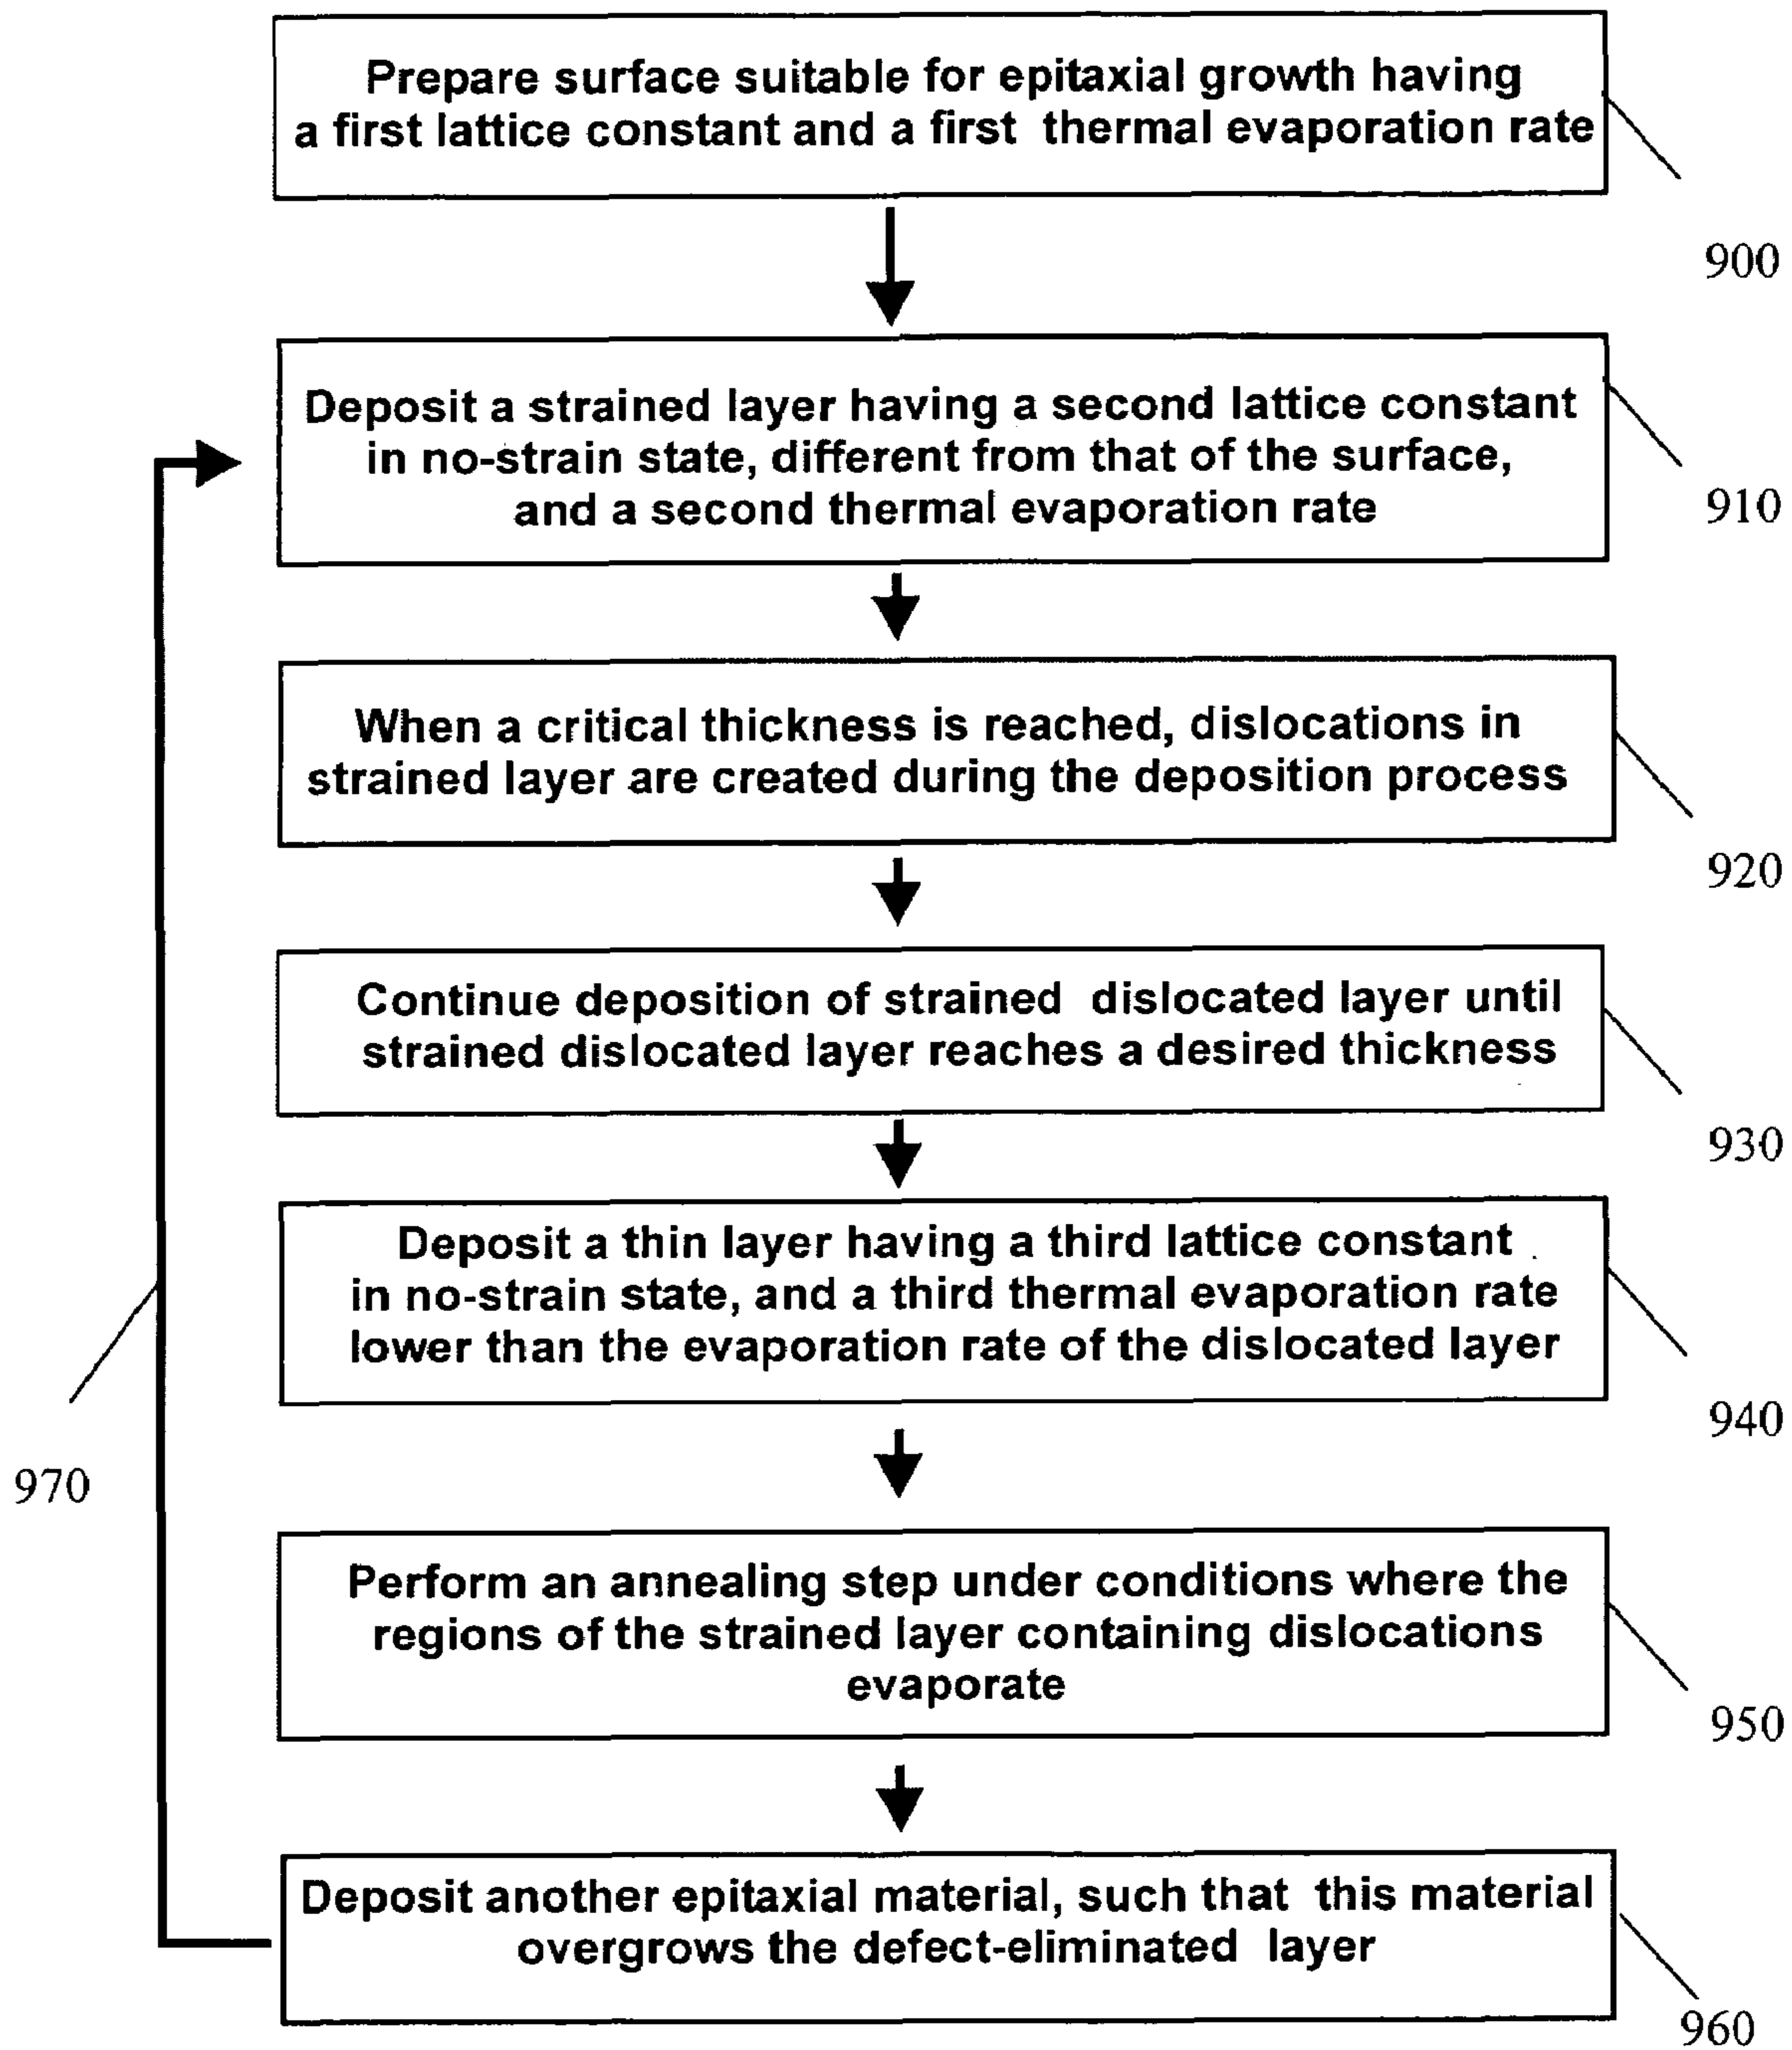 Prepare surface suitable for epitaxial growth having
a first lattice constant and a first thermal evaporation rate
900
Deposit a strained layer having a second lattice constant
in no-strain state, different from that of the surface,
and a second thermal evaporation rate
910
When a critical thickness is reached, dislocations in
strained layer are created during the deposition process
920
Continue deposition of strained dislocated layer until
strained dislocated layer reaches a desired thickness
930
Deposit a thin layer having a third lattice constant
in no-strain state, and a third thermal evaporation rate
lower than the evaporation rate of the dislocated layer
940
970
Perform an annealing step under conditions where the
regions of the strained layer containing dislocations
evaporate
950
Deposit another epitaxial material, such that this material
overgrows the defect-eliminated layer
960